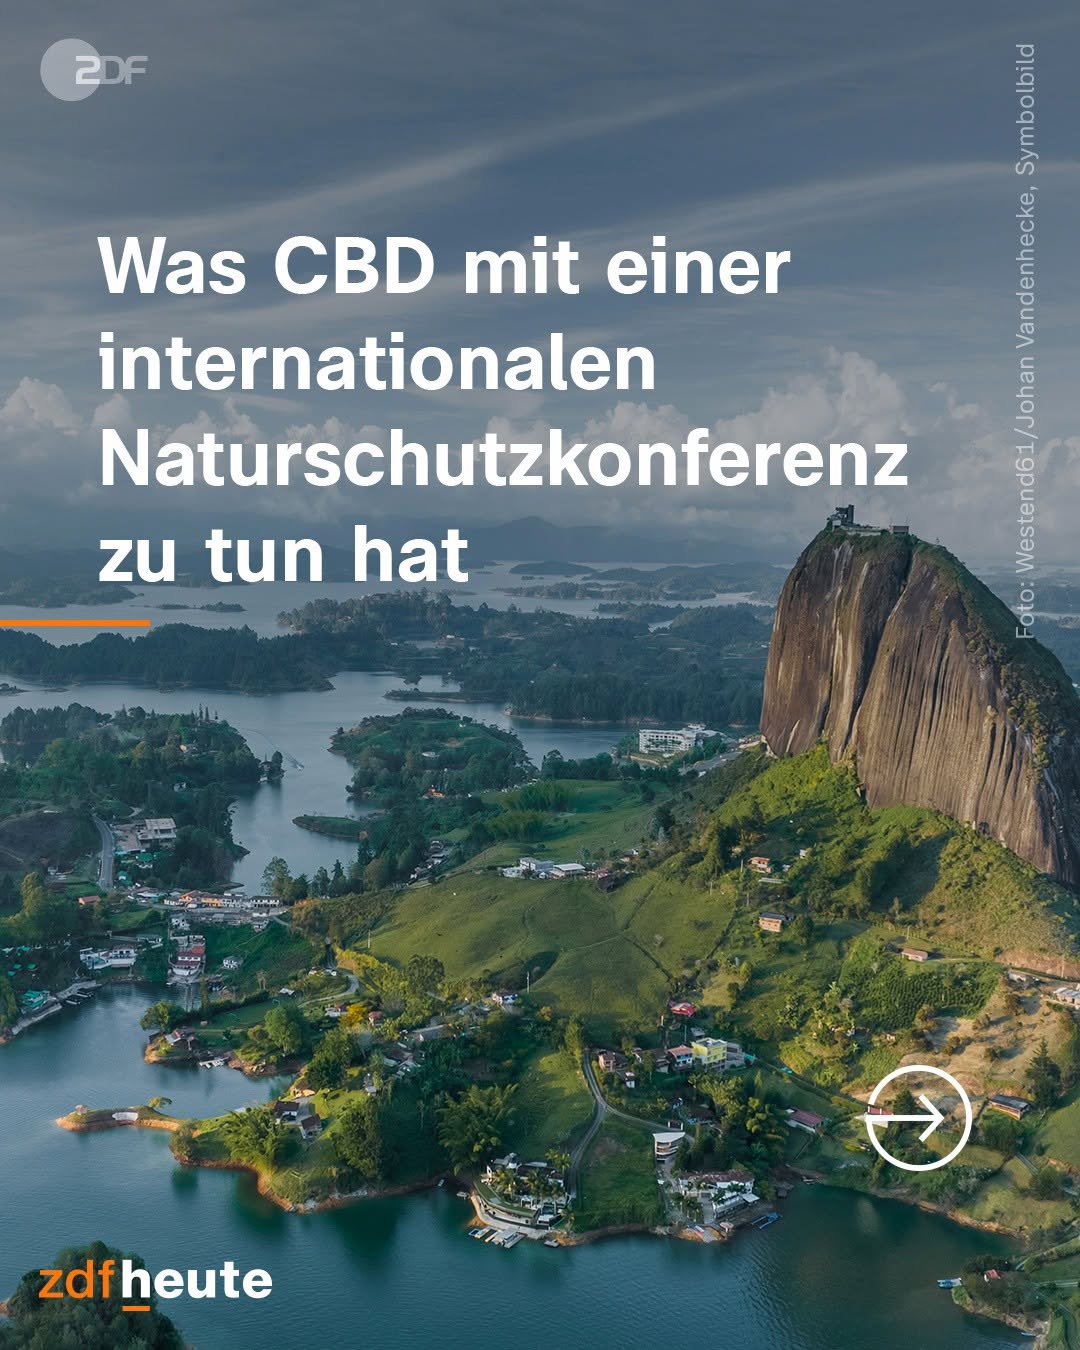 ZDF
Foto: Westend61/Johan Vandenhecke, Symbolbild
Was CBD mit einer
internationalen
Naturschutzkonferenz
zu tun hat
zdfheute